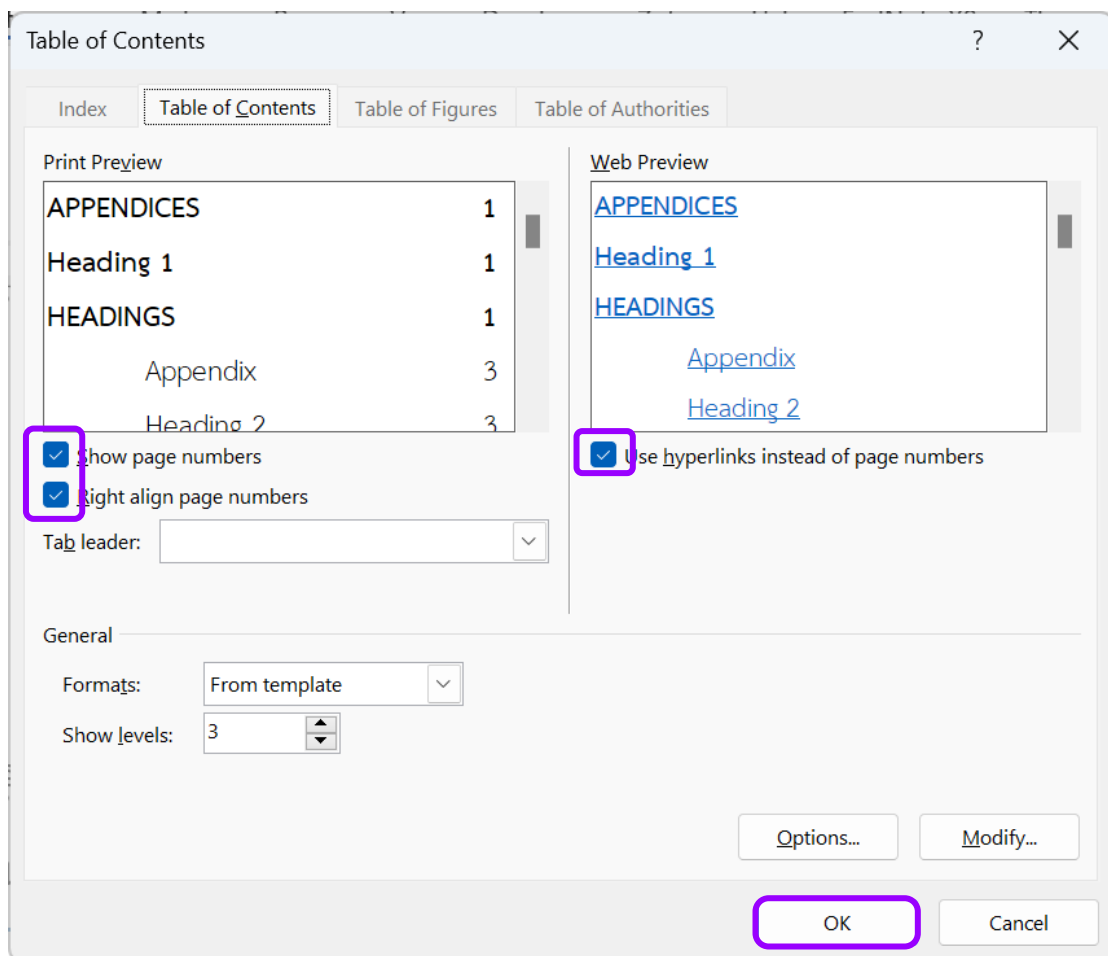 Table of Contents ?
Index Table of Contents Table of Figures Table of Authorities
Print Preview
APPENDICES 1
Heading 1 1
HEADINGS 1
Appendix 3
Heading 2 3
Show page numbers
Right align page numbers
Tab leader:
Web Preview
APPENDICES
Heading 1
HEADINGS
Appendix
Heading 2
Use hyperlinks instead of page numbers
General
Formats: From template
Show levels: 3
Options... Modify...
OK Cancel